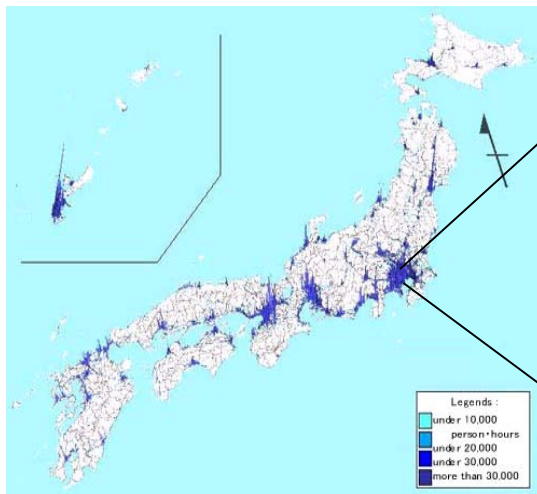 Legends :
under 10,000
person・hours
under 20,000
under 30,000
more than 30,000